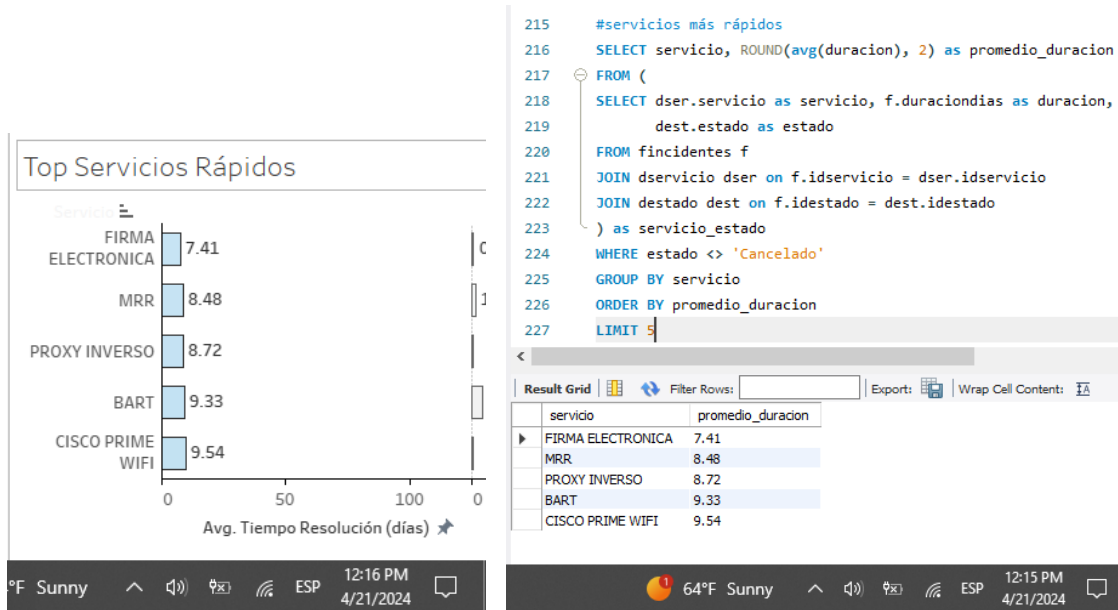 Top Servicios Rápidos
Servicio
FIRMA
ELECTRONICA
7.41
MRR
8.48
PROXY INVERSO
8.72
BART
9.33
CISCO PRIME
WIFI
9.54
0
1
0 50 100 0
Avg. Tiempo Resolución (días)
°F Sunny
ESP
12:16 PM
4/21/2024
215 #servicios más rápidos
216 SELECT servicio, ROUND(avg(duracion), 2) as promedio_duracion
217 FROM (
218 SELECT dser.servicio as servicio, f.duraciondias as duracion,
219 dest.estado as estado
220 FROM fincidentes f
221 JOIN dservicio dser on f.idservicio = dser.idservicio
222 JOIN destado dest on f.idestado = dest.idestado
223 ) as servicio_estado
224 WHERE estado <> 'Cancelado'
225 GROUP BY servicio
226 ORDER BY promedio_duracion
227 LIMIT 5
Result Grid Filter Rows: Export: Wrap Cell Content: IA
servicio promedio_duracion
FIRMA ELECTRONICA 7.41
MRR 8.48
PROXY INVERSO 8.72
BART 9.33
CISCO PRIME WIFI 9.54
1
64°F Sunny
ESP
12:15 PM
4/21/2024